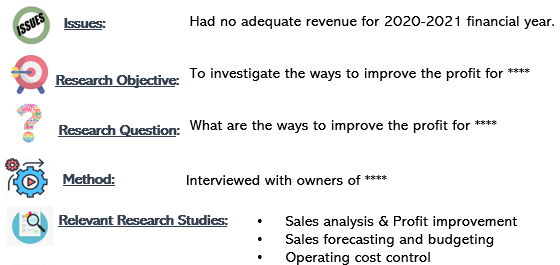 ISSUES
Issues: Had no adequate revenue for 2020-2021 financial year.
Research Objective: To investigate the ways to improve the profit for ****
Research Question: What are the ways to improve the profit for ****
Method: Interviewed with owners of ****
Relevant Research Studies: • Sales analysis & Profit improvement
• Sales forecasting and budgeting
• Operating cost control